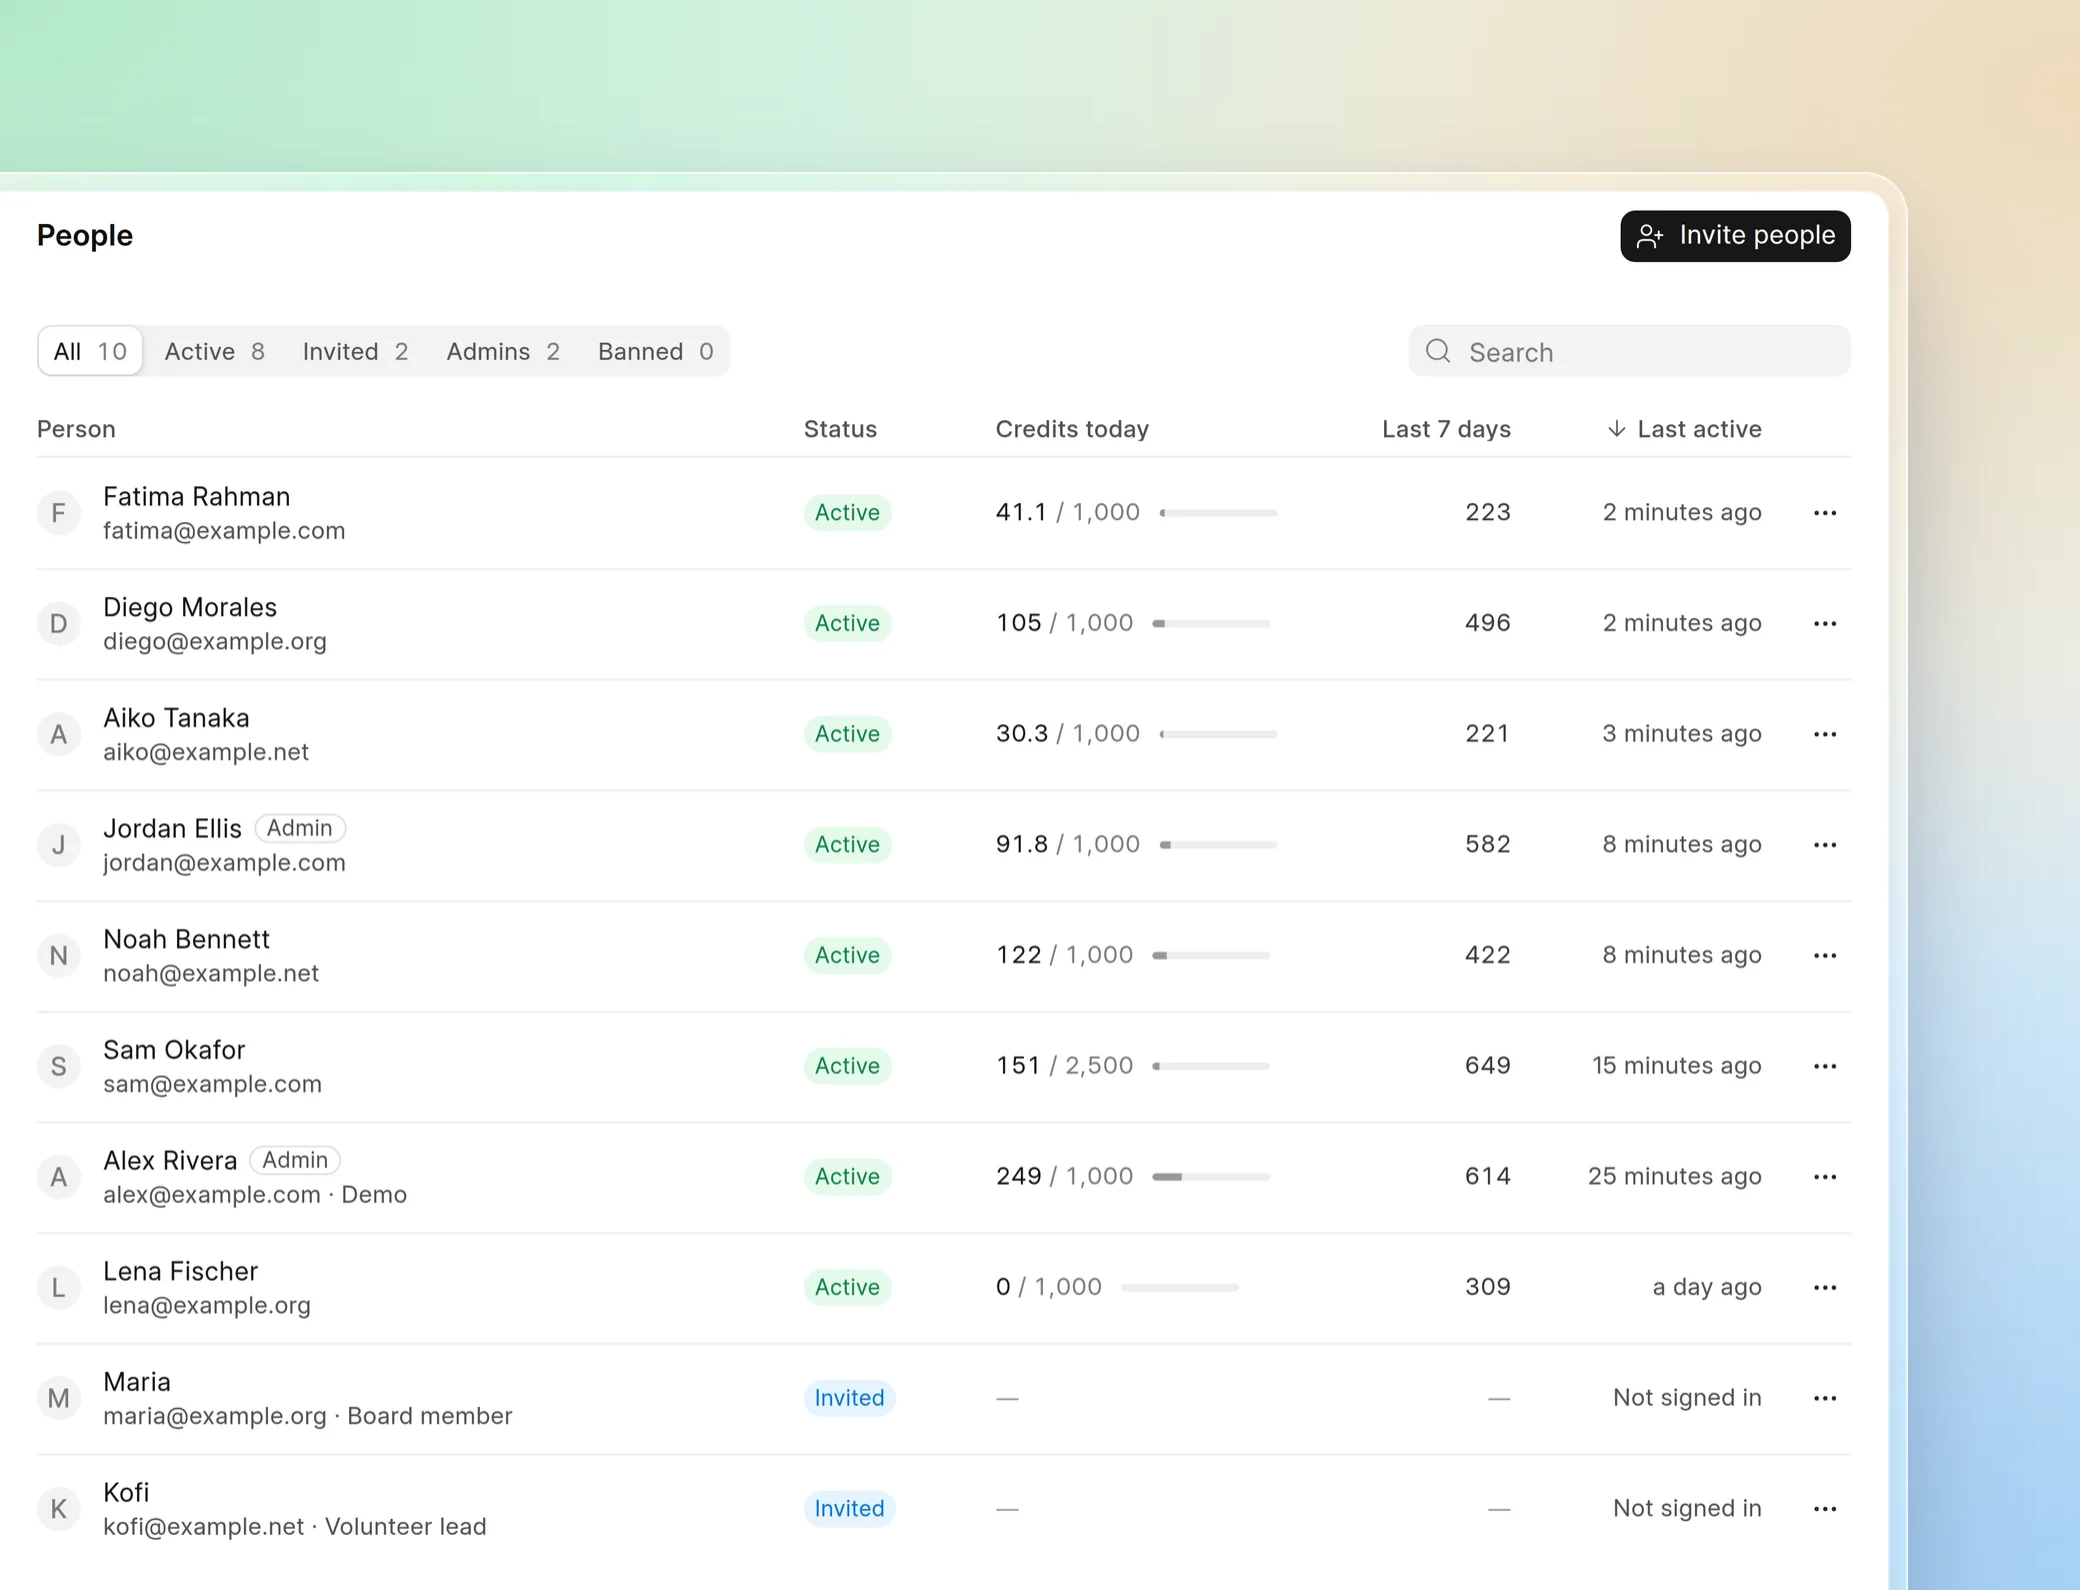 People
Invite people
All 10 Active 8 Invited 2 Admins 2 Banned 0
Search
Person Status Credits today Last 7 days ↓ Last active
F Fatima Rahman
fatima@example.com
Active 41.1 / 1,000 223 2 minutes ago
D Diego Morales
diego@example.org
Active 105 / 1,000 496 2 minutes ago
A Aiko Tanaka
aiko@example.net
Active 30.3 / 1,000 221 3 minutes ago
J Jordan Ellis Admin
jordan@example.com
Active 91.8 / 1,000 582 8 minutes ago
N Noah Bennett
noah@example.net
Active 122 / 1,000 422 8 minutes ago
S Sam Okafor
sam@example.com
Active 151 / 2,500 649 15 minutes ago
A Alex Rivera Admin
alex@example.com · Demo
Active 249 / 1,000 614 25 minutes ago
L Lena Fischer
lena@example.org
Active 0 / 1,000 309 a day ago
M Maria
maria@example.org · Board member
Invited — — Not signed in
K Kofi
kofi@example.net · Volunteer lead
Invited — — Not signed in